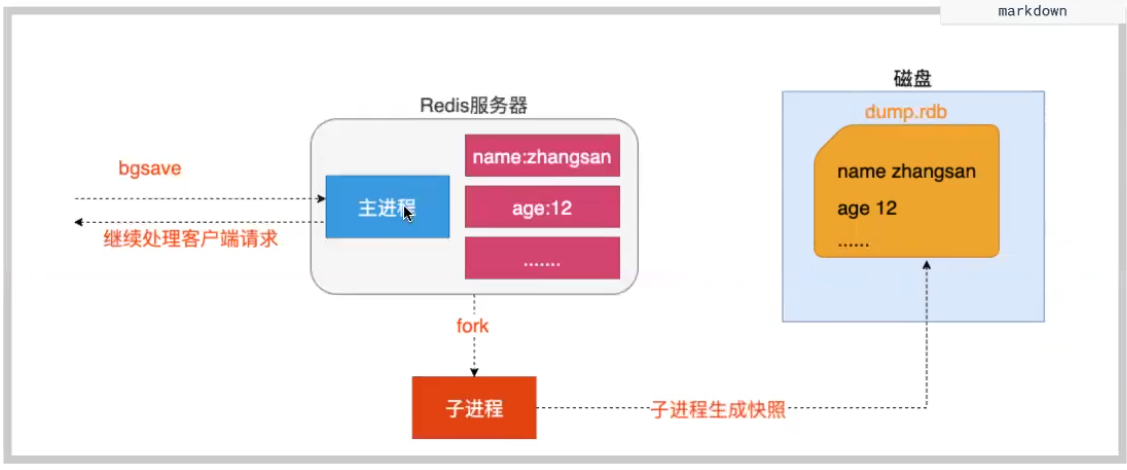 markdown
磁盘
Redis服务器
dump.rdb
bgsave
name:zhangsan
name zhangsan
主进程
age:12
age 12
继续处理客户端请求
.......
......
fork
子进程
子进程生成快照